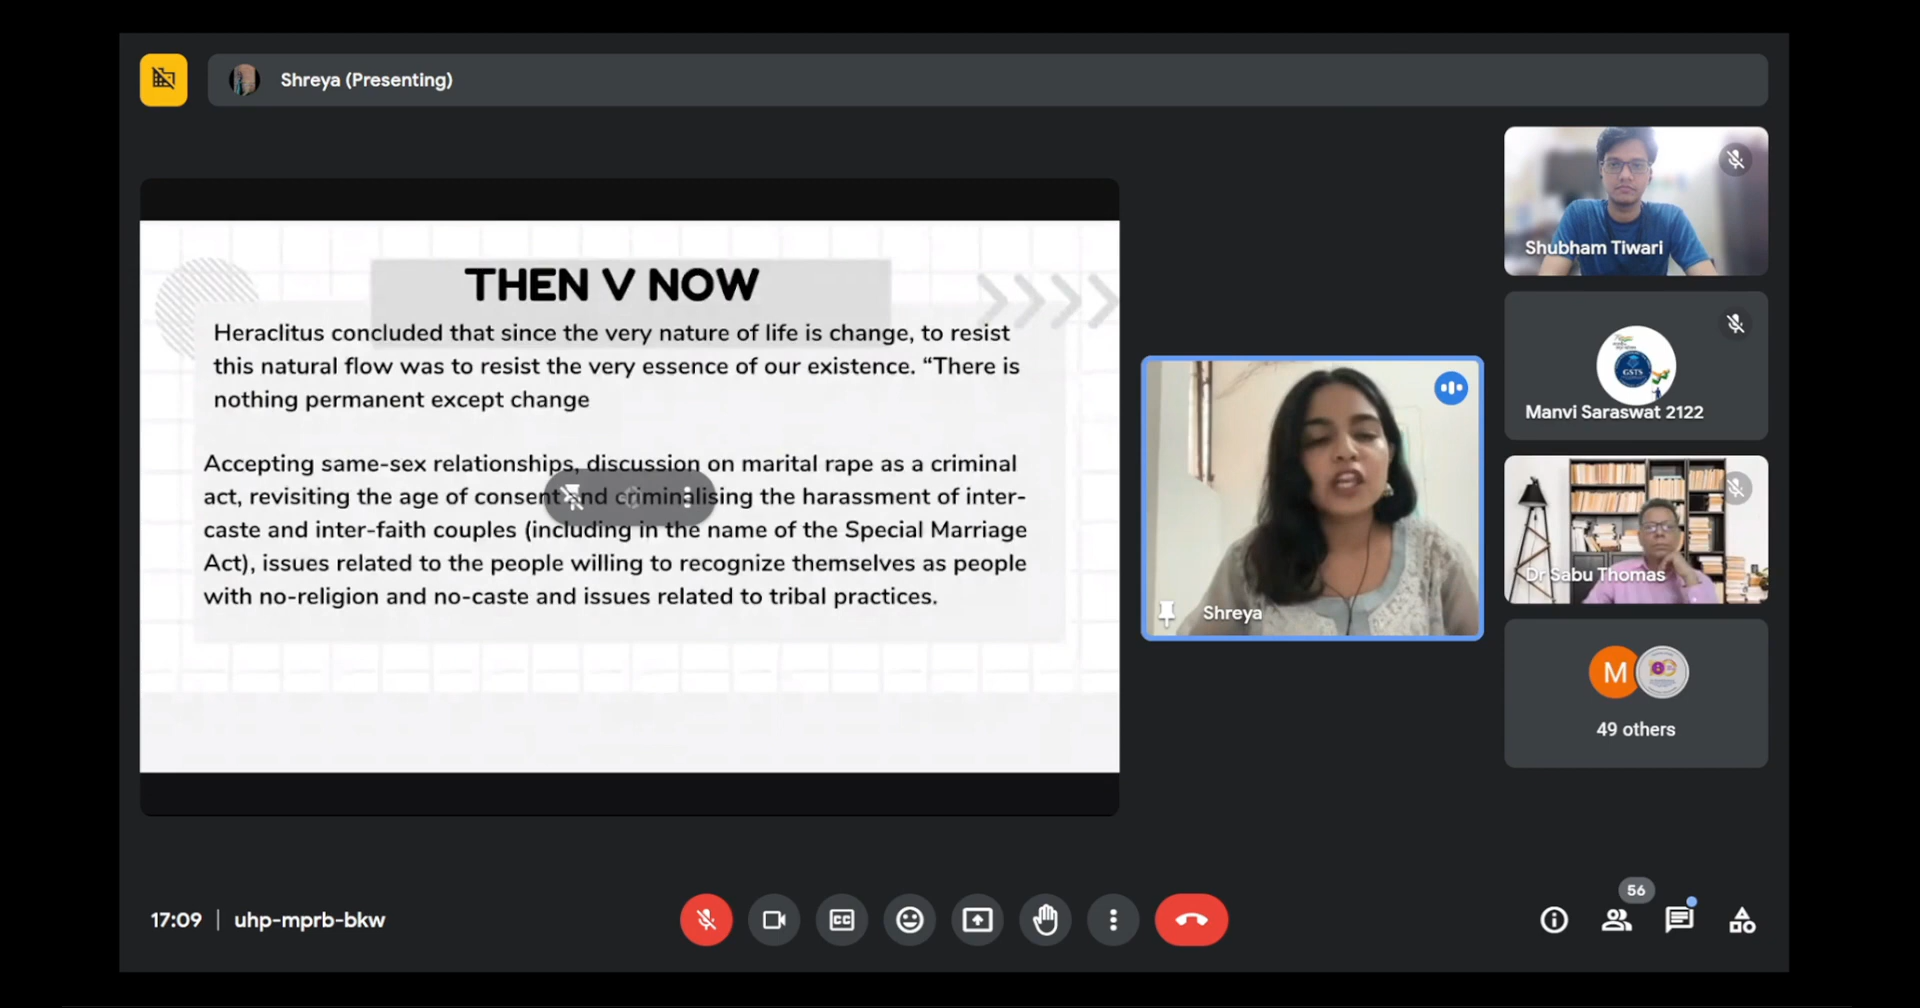 Shreya (Presenting)
THEN V NOW
Heraclitus concluded that since the very nature of life is change, to resist
this natural flow was to resist the very essence of our existence. “There is
nothing permanent except change
Accepting same-sex relationships, discussion on marital rape as a criminal
act, revisiting the age of consent and criminalising the harassment of inter-
caste and inter-faith couples (including in the name of the Special Marriage
Act), issues related to the people willing to recognize themselves as people
with no-religion and no-caste and issues related to tribal practices.
Shreya
Shubham Tiwari
GSTS
Manvi Saraswat 2122
Dr Sabu Thomas
M
49 others
17:09 | uhp-mprb-bkw
CC
56